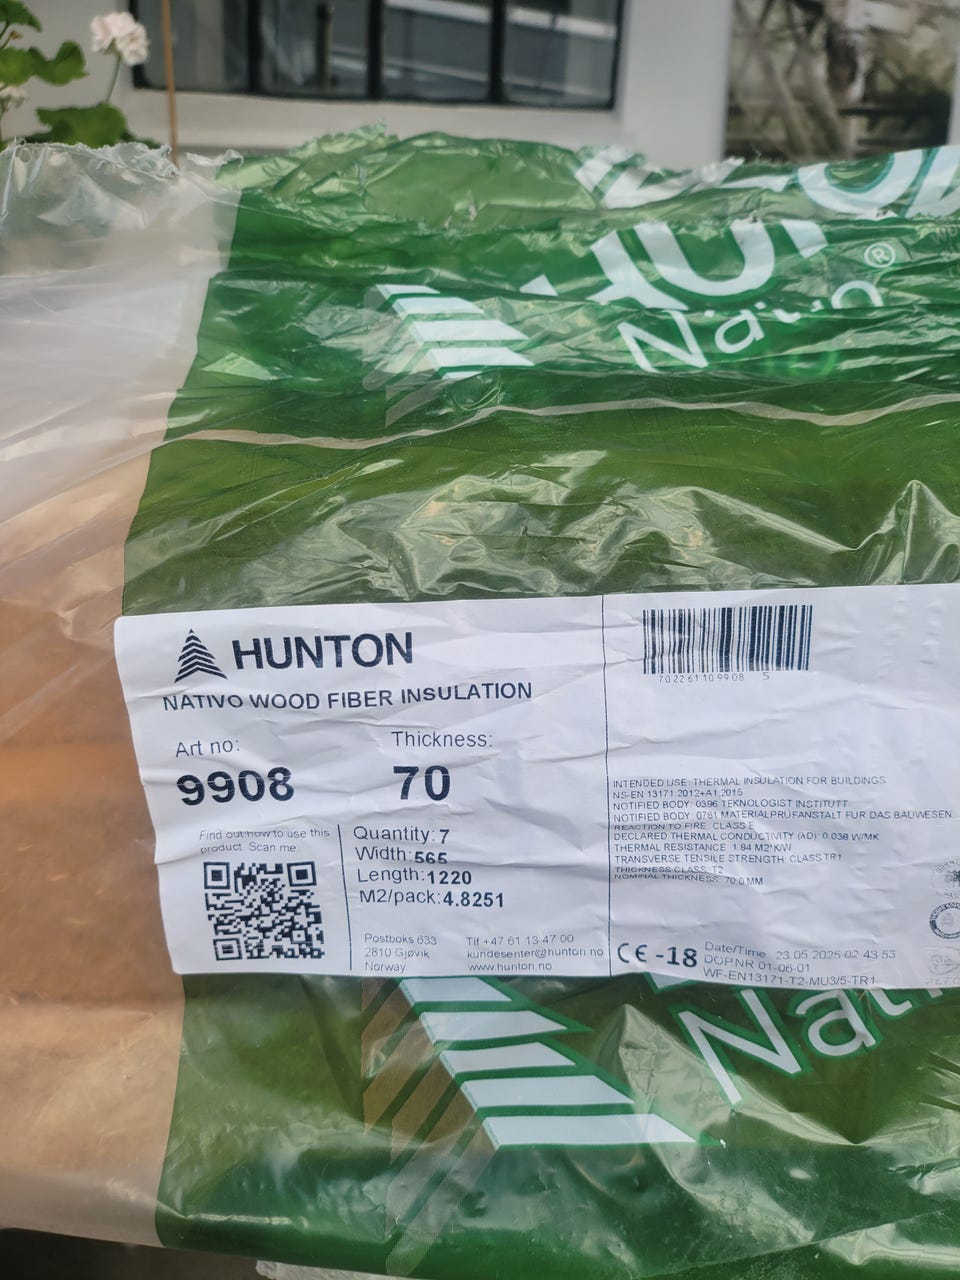 Nativo®
HUNTON
NATIVO WOOD FIBER INSULATION
Art no:
9908
Thickness:
70
Find out how to use this
product. Scan me
Quantity:7
Width:565
Length:1220
M2/pack:4.8251
Postboks 633
2810 Gjøvik
Norway
Tlf +47 61 13 47 00
kundesenter@hunton.no
www.hunton.no
7022611099085
INTENDED USE: THERMAL INSULATION FOR BUILDINGS
NS-EN 13171:2012+A1:2015
NOTIFIED BODY: 0396 TEKNOLOGIST INSTITUTT
NOTIFIED BODY: 0761 MATERIALPRÜFANSTALT FÜR DAS BAUWESEN
REACTION TO FIRE: CLASS E
DECLARED THERMAL CONDUCTIVITY (ΛD): 0.038 W/MK
THERMAL RESISTANCE: 1.84 M2*K/W
TRANSVERSE TENSILE STRENGTH: CLASS TR1
THICKNESS CLASS: T2
NOMINAL THICKNESS: 70.0 MM
CE -18
Date/Time 23.05.2025 02:43:53
DOP.NR 01-06-01
WF-EN13171-T2-MU3/5-TR1